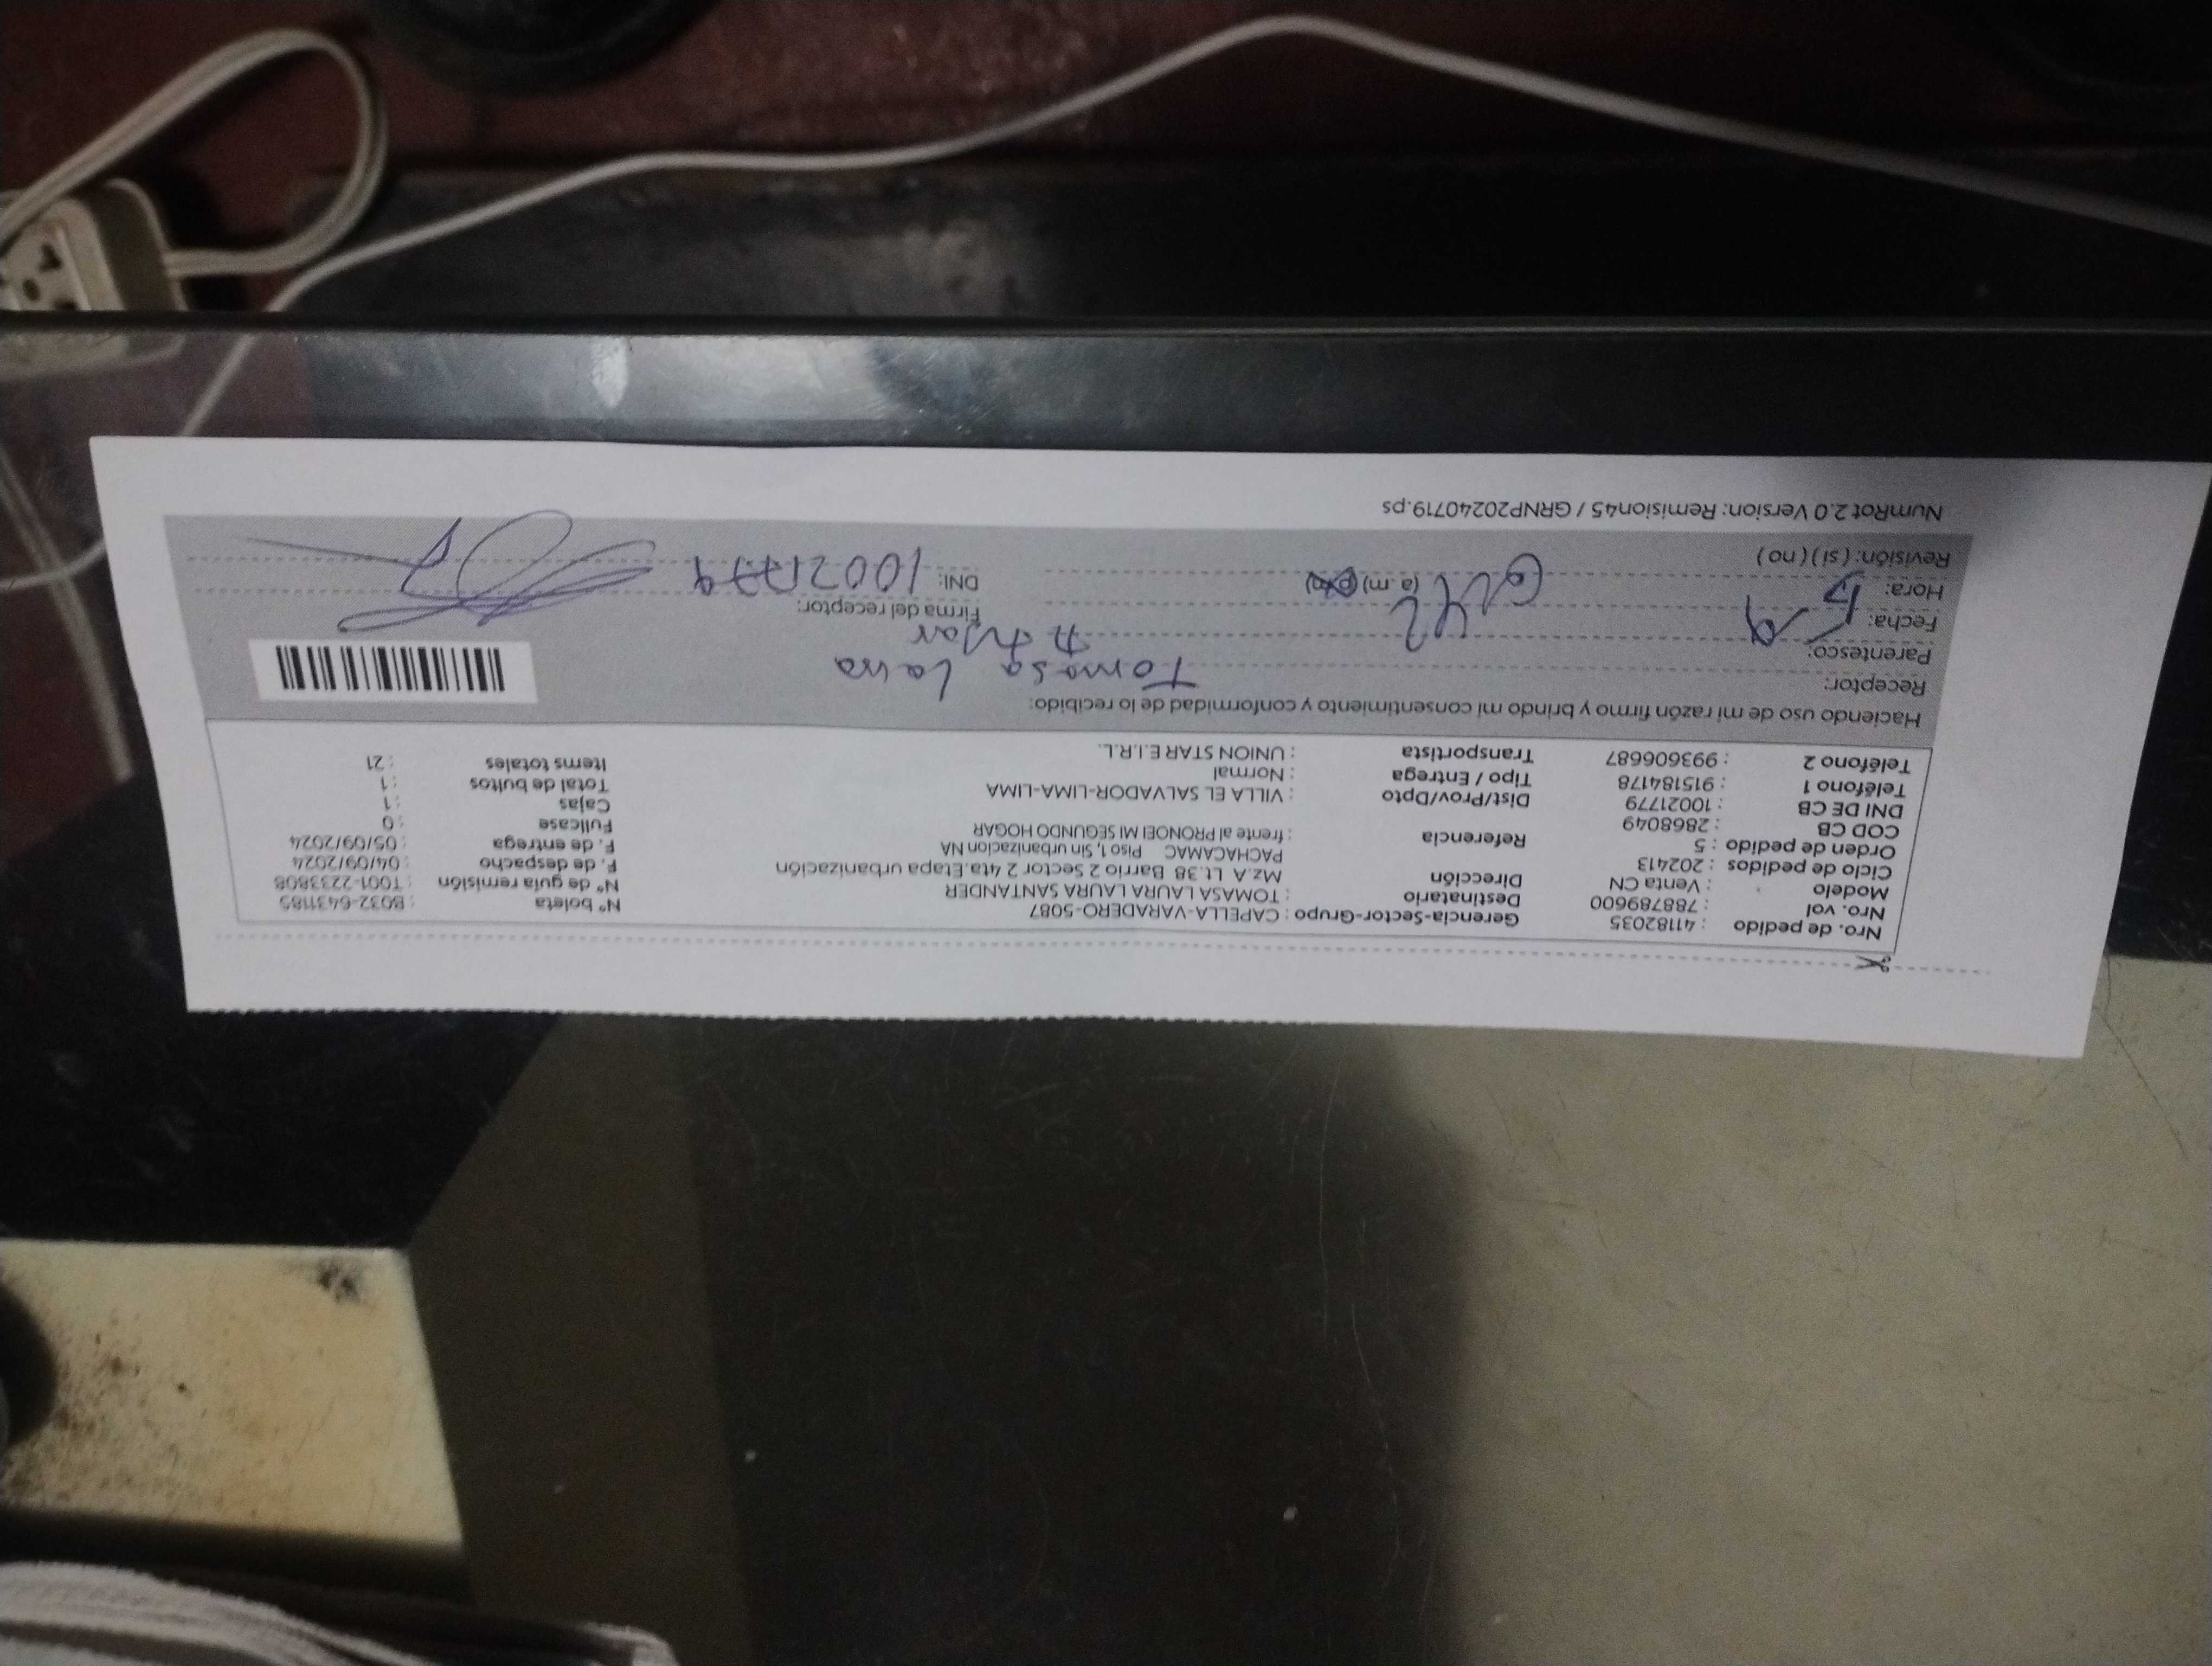 Nro. de pedido : 41182035 Gerencia-Sector-Grupo : CAPELLA-VARADERO-5087 N° boleta : B032-6431185
Nro. vol : 788789600 Destinatario : TOMASA LAURA LAURA SANTANDER N° de guía remisión : T001-2233808
Modelo : Venta CN Dirección : Mz.A Lt.38 Barrio 2 Sector 2 4ta Etapa urbanización F. de despacho : 04/09/2024
Ciclo de pedidos : 202413 PACHACAMAC Piso 1, Sin urbanizacion NA F. de entrega : 05/09/2024
Orden de pedido : 5 Referencia : frente al PRONOEI MI SEGUNDO HOGAR Fullcase : 0
COD CB : 2868049 Cajas : 1
DNI DE CB : 10021779 Dist/Prov/Dpto : VILLA EL SALVADOR-LIMA-LIMA Total de bultos : 1
Teléfono 1 : 915184178 Tipo / Entrega : Normal Items totales : 21
Teléfono 2 : 993606687 Transportista : UNION STAR E.I.R.L.
Haciendo uso de mi razón firmo y brindo mi consentimiento y conformidad de lo recibido:
Receptor: Tomasa Laura
Parentesco:
Fecha: 5-9 Firma del receptor:
Hora: (a.m)
Revisión: (si) (no) DNI: 10021779
NumRot 2.0 Version: Remision45 / GRNP20240719.ps